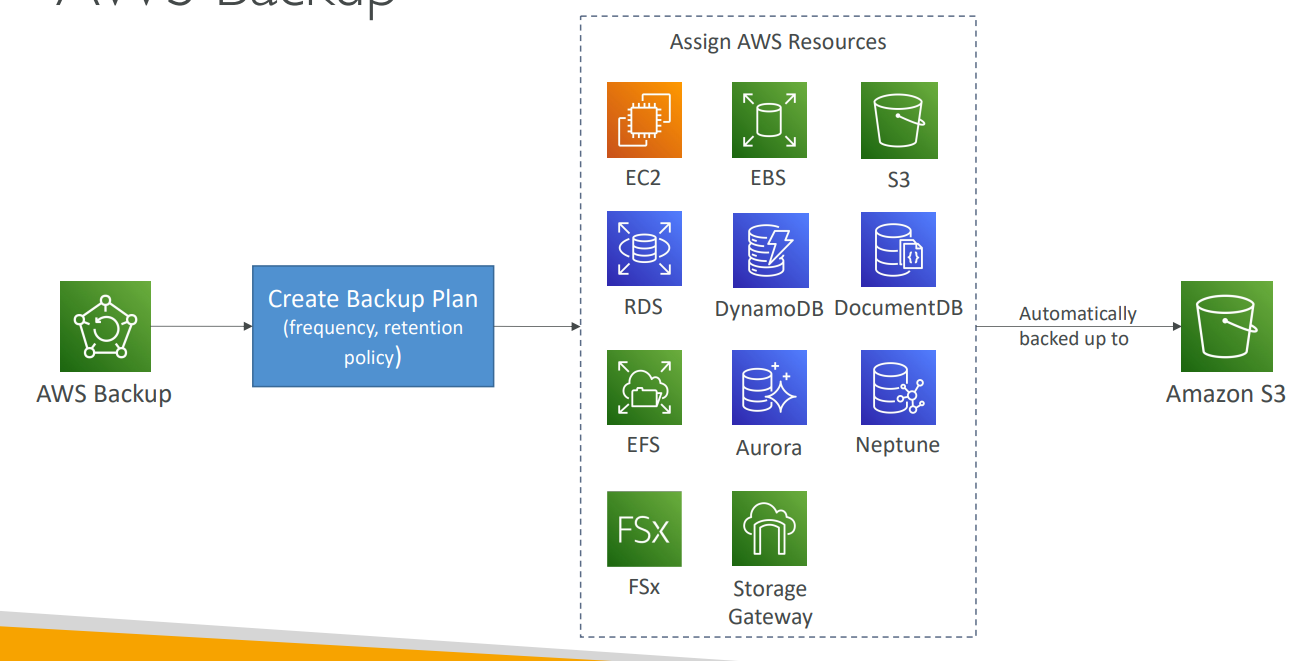 AWS Backup
Assign AWS Resources
EC2
EBS
S3
RDS
DynamoDB
DocumentDB
Create Backup Plan
(frequency, retention
policy)
AWS Backup
Automatically
backed up to
Amazon S3
EFS
Aurora
Neptune
FSx
FSx
Storage
Gateway